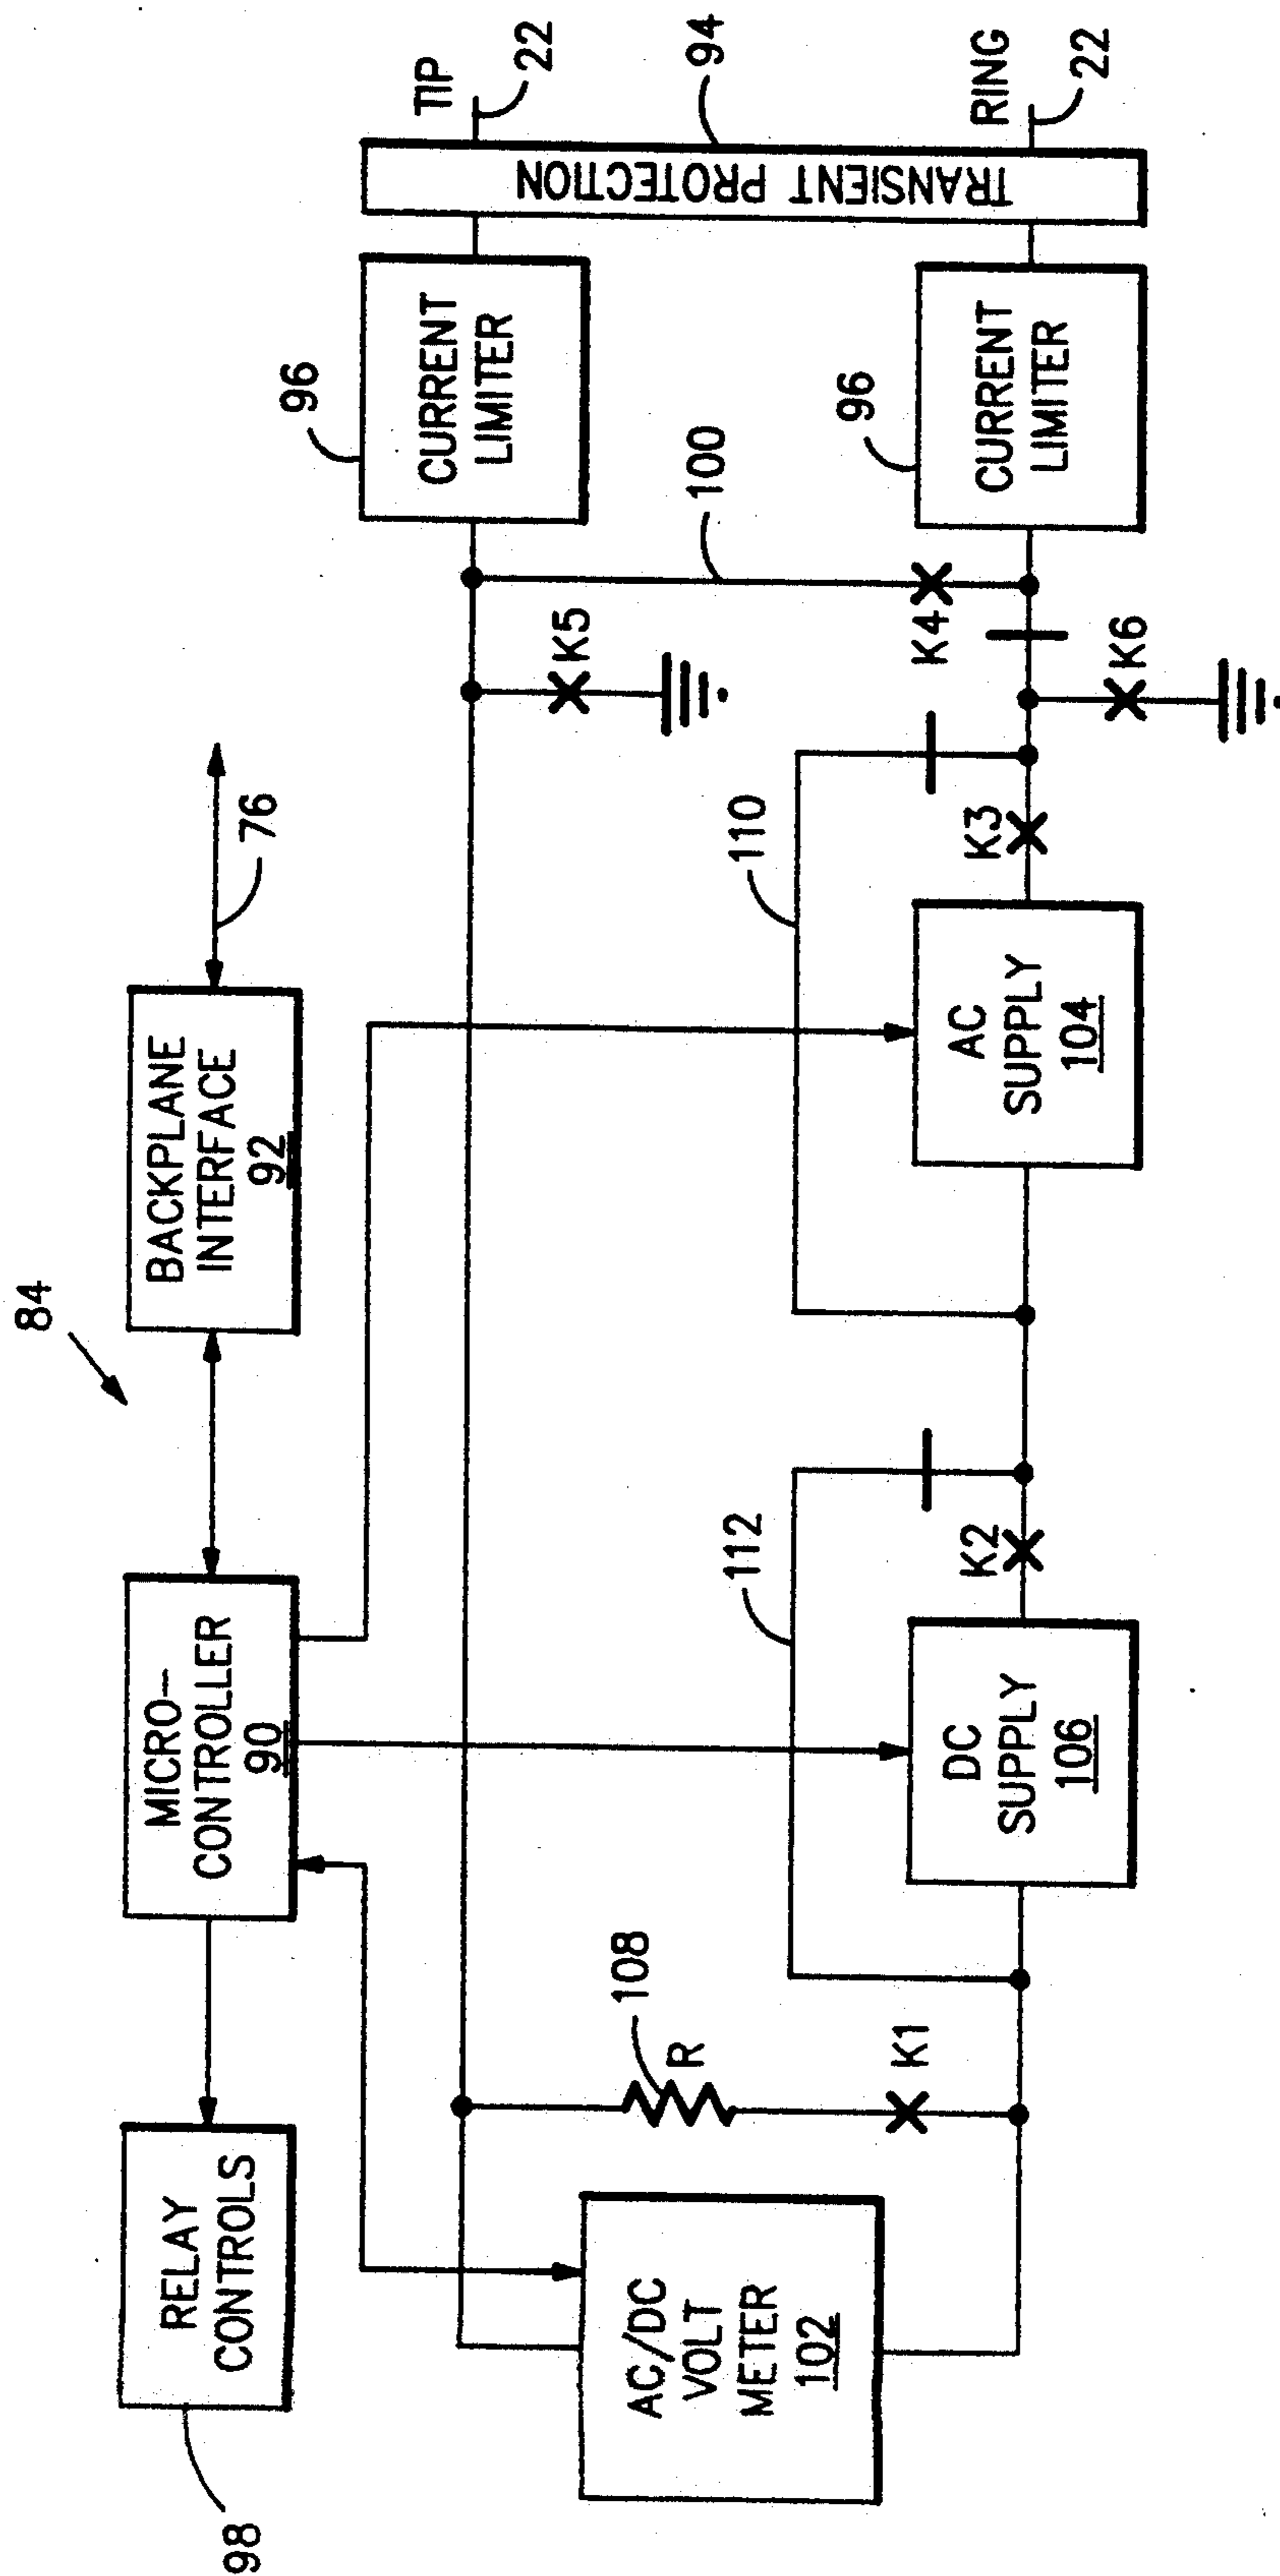 84
98
RELAY
CONTROLS
MICRO-
CONTROLLER
90
BACKPLANE
INTERFACE
92
76
AC/DC
VOLT
METER
102
108
R
K1
112
DC
SUPPLY
106
K2
110
AC
SUPPLY
104
K3
K5
K6
K4
100
96
CURRENT
LIMITER
96
CURRENT
LIMITER
TRANSIENT PROTECTION
94
TIP
22
RING
22